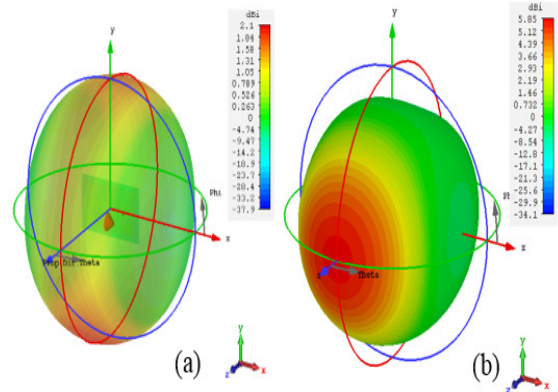 y
dBi
2.1
1.84
1.58
1.31
1.05
0.789
0.526
0.263
0
-4.74
-9.47
-14.2
-18.9
-23.7
-28.4
-33.2
-37.9
Phi
x
Theta
y
z
x
(a)
y
dBi
5.85
5.12
4.39
3.66
2.93
2.19
1.46
0.732
0
-4.27
-8.54
-12.8
-17.1
-21.3
-25.6
-29.9
-34.1
x
z
Theta
y
z
x
(b)